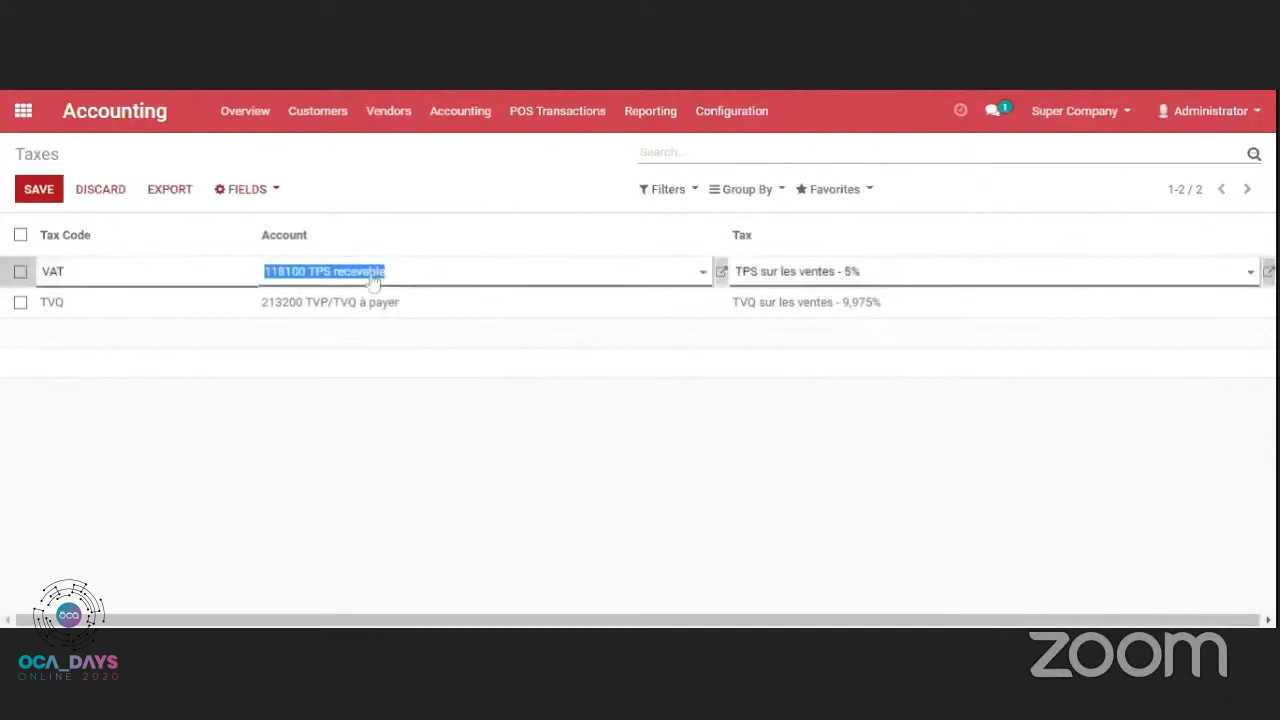 Accounting Overview Customers Vendors Accounting POS Transactions Reporting Configuration 1 Super Company Administrator
Taxes Search...
SAVE DISCARD EXPORT FIELDS Filters Group By Favorites 1-2 / 2
Tax Code Account Tax
VAT 118100 TPS recevable TPS sur les ventes - 5%
TVQ 213200 TVP/TVQ à payer TVQ sur les ventes - 9,975%
oca
OCA_DAYS
ONLINE 2020
zoom